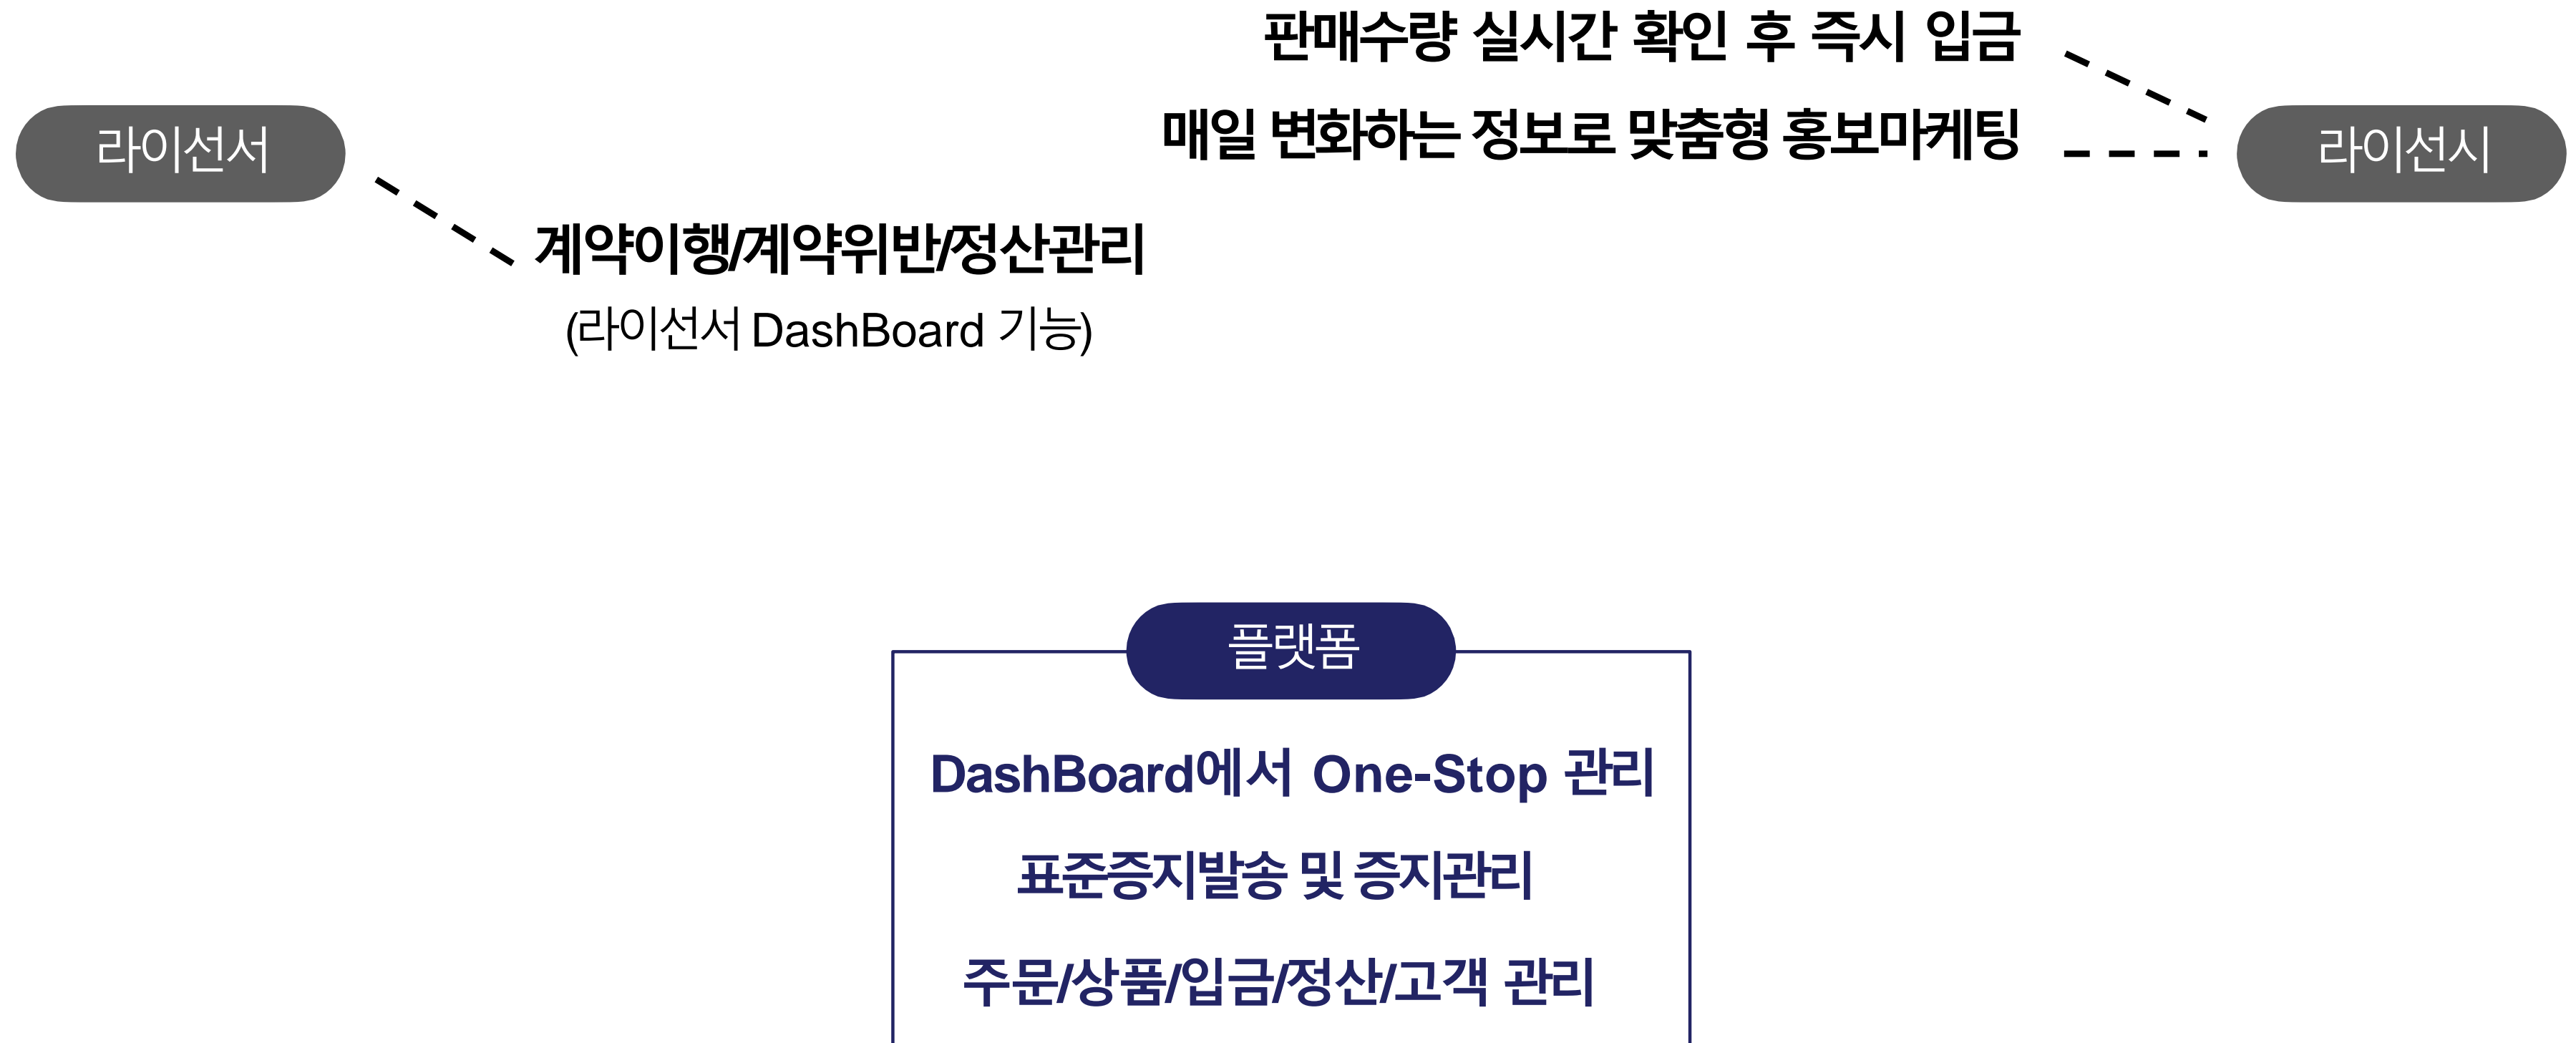 판매수량 실시간 확인 후 즉시 입금
매일 변화하는 정보로 맞춤형 홍보마케팅
라이선서
라이선시
계약이행/계약위반/정산관리
(라이선서 DashBoard 기능)
플랫폼
DashBoard에서 One-Stop 관리
표준증지발송 및 증지관리
주문/상품/입금/정산/고객 관리